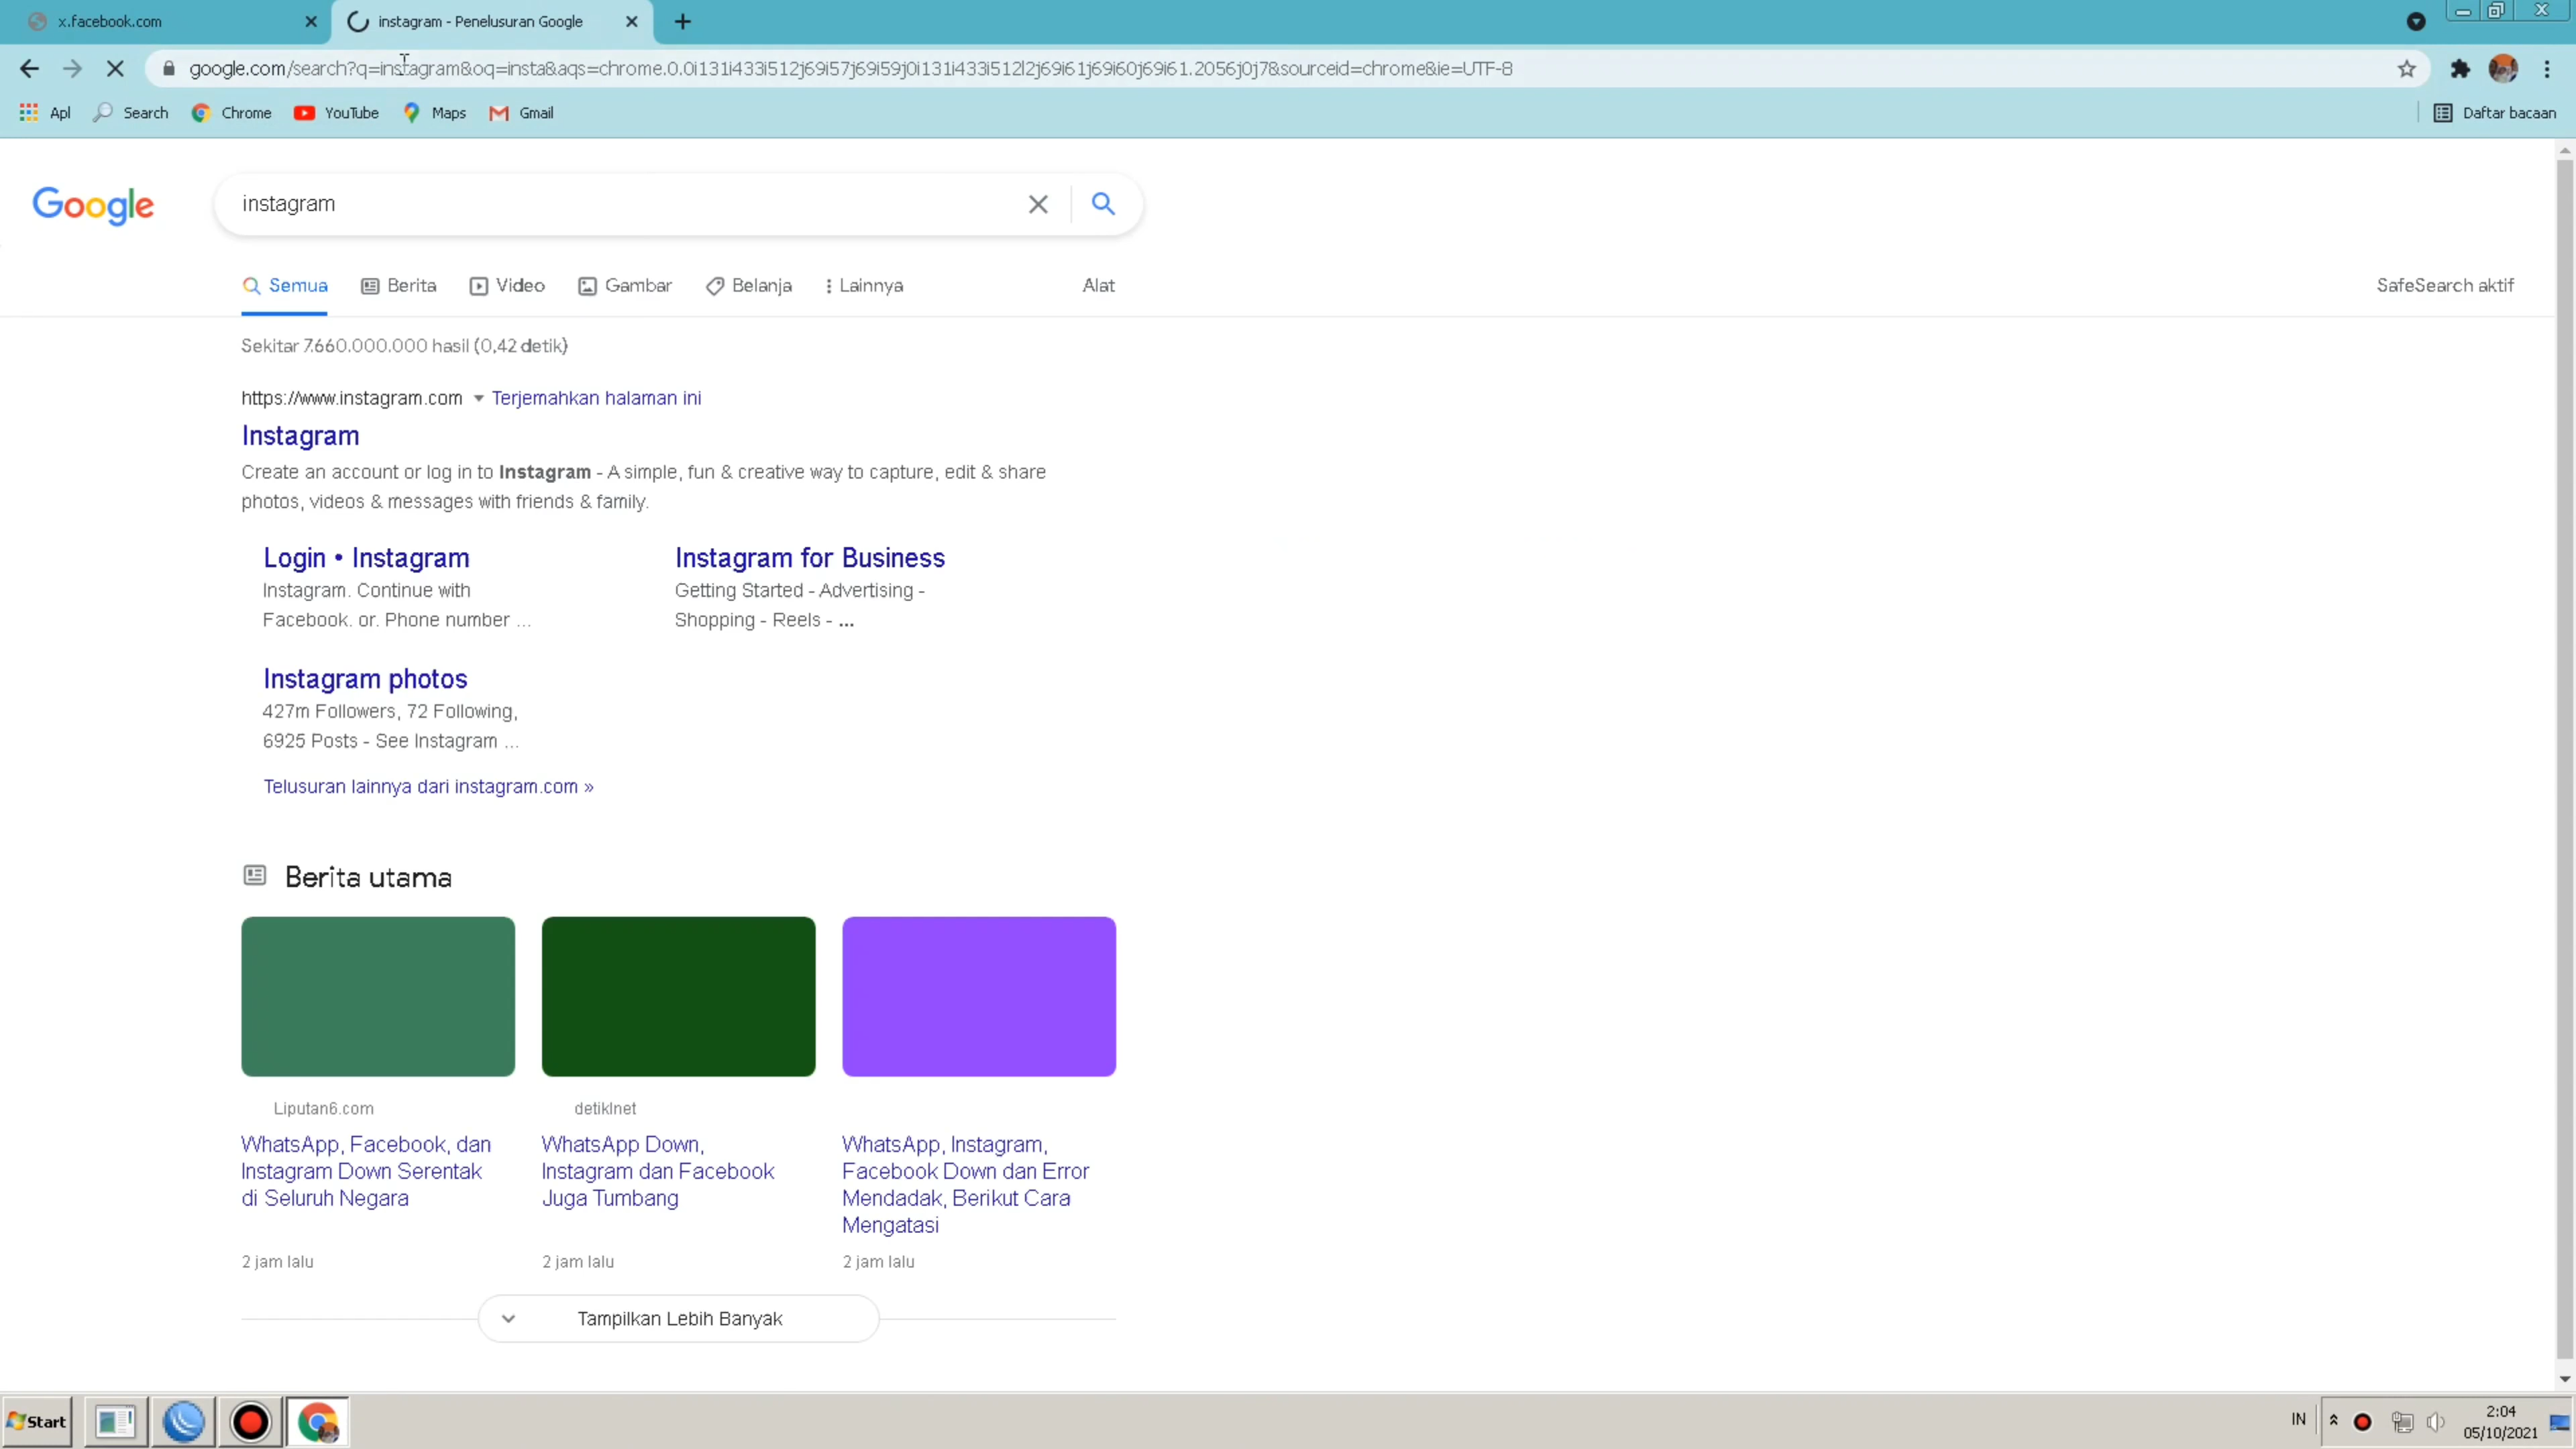 x.facebook.com
instagram - Penelusuran Google
google.com/search?q=instagram&oq=insta&aqs=chrome.0.0i131i433i512j69i57j69i59j0i131i433i512l2j69i61j69i60j69i61.2056j0j7&sourceid=chrome&ie=UTF-8
Apl Search Chrome YouTube Maps Gmail Daftar bacaan
Google
instagram
Semua Berita Video Gambar Belanja Lainnya Alat SafeSearch aktif
Sekitar 7.660.000.000 hasil (0,42 detik)
https://www.instagram.com Terjemahkan halaman ini
Instagram
Create an account or log in to Instagram - A simple, fun & creative way to capture, edit & share
photos, videos & messages with friends & family.
Login • Instagram
Instagram. Continue with
Facebook. or. Phone number ...
Instagram for Business
Getting Started - Advertising -
Shopping - Reels - ...
Instagram photos
427m Followers, 72 Following,
6925 Posts - See Instagram ...
Telusuran lainnya dari instagram.com »
Berita utama
Liputan6.com
WhatsApp, Facebook, dan
Instagram Down Serentak
di Seluruh Negara
2 jam lalu
detikInet
WhatsApp Down,
Instagram dan Facebook
Juga Tumbang
2 jam lalu
WhatsApp, Instagram,
Facebook Down dan Error
Mendadak, Berikut Cara
Mengatasi
2 jam lalu
Tampilkan Lebih Banyak
Start
IN
2:04
05/10/2021